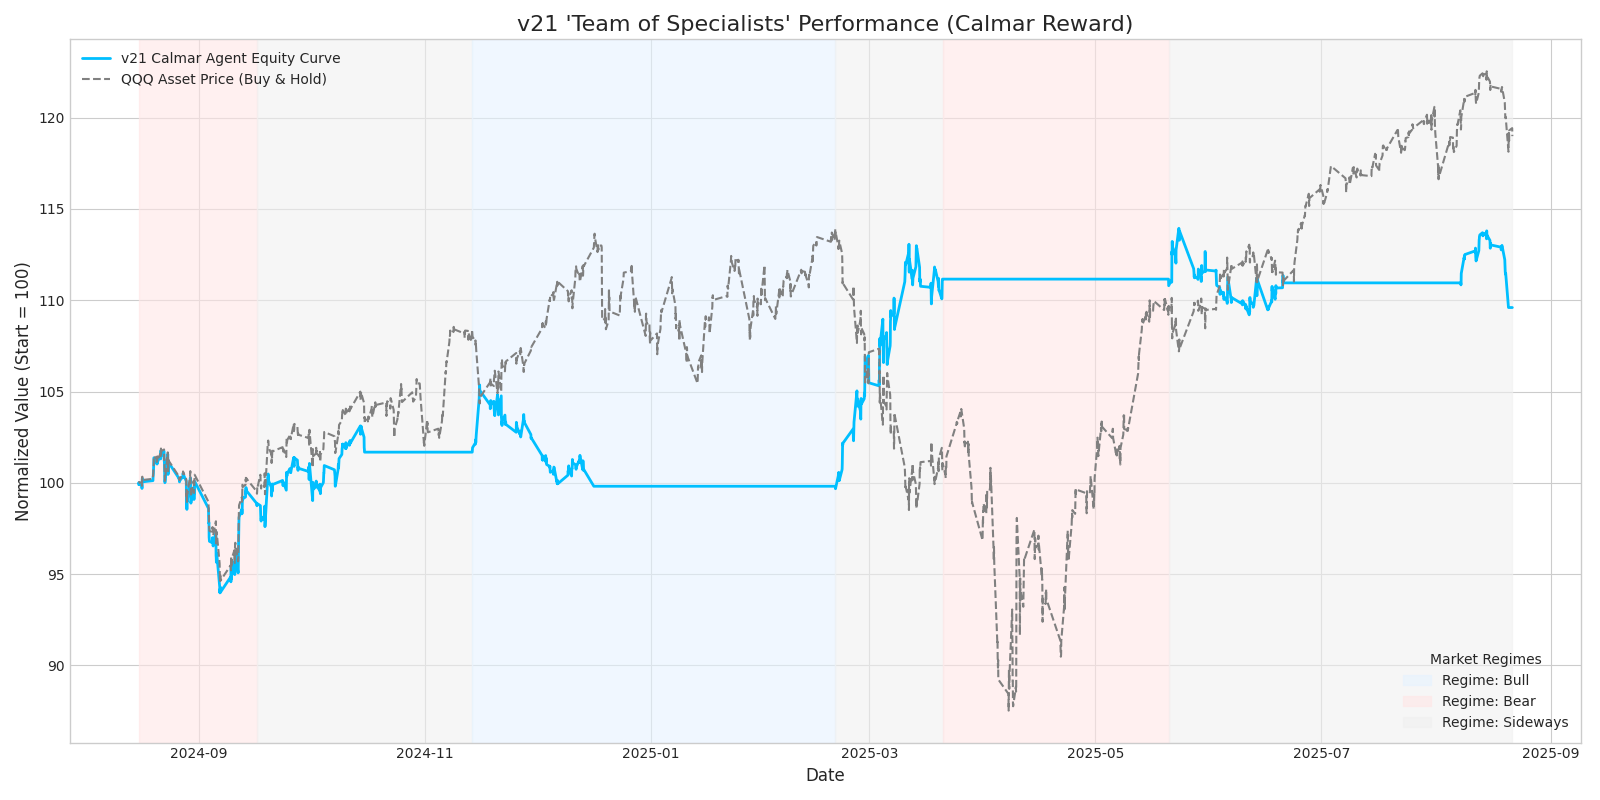 v21 'Team of Specialists' Performance (Calmar Reward)
v21 Calmar Agent Equity Curve
QQQ Asset Price (Buy & Hold)
Normalized Value (Start = 100)
120
115
110
105
100
95
90
Market Regimes
Regime: Bull
Regime: Bear
Regime: Sideways
2024-09
2024-11
2025-01
2025-03
2025-05
2025-07
2025-09
Date